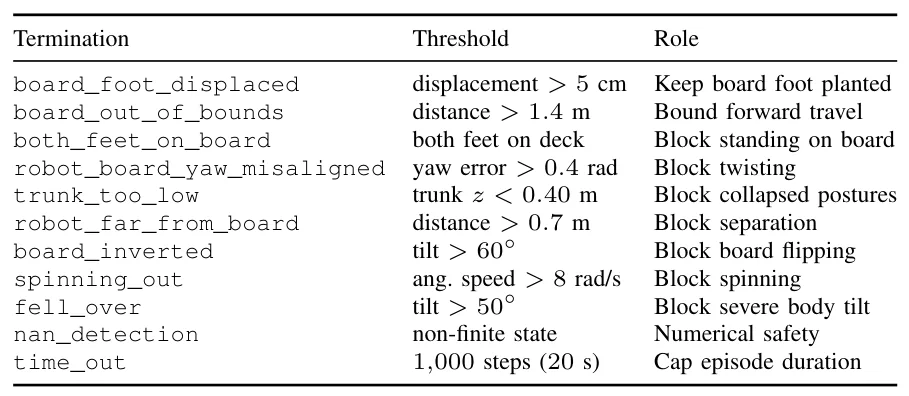 Termination Threshold Role
board_foot_displaced displacement > 5 cm Keep board foot planted
board_out_of_bounds distance > 1.4 m Bound forward travel
both_feet_on_board both feet on deck Block standing on board
robot_board_yaw_misaligned yaw error > 0.4 rad Block twisting
trunk_too_low trunk z < 0.40 m Block collapsed postures
robot_far_from_board distance > 0.7 m Block separation
board_inverted tilt > 60° Block board flipping
spinning_out ang. speed > 8 rad/s Block spinning
fell_over tilt > 50° Block severe body tilt
nan_detection non-finite state Numerical safety
time_out 1,000 steps (20 s) Cap episode duration